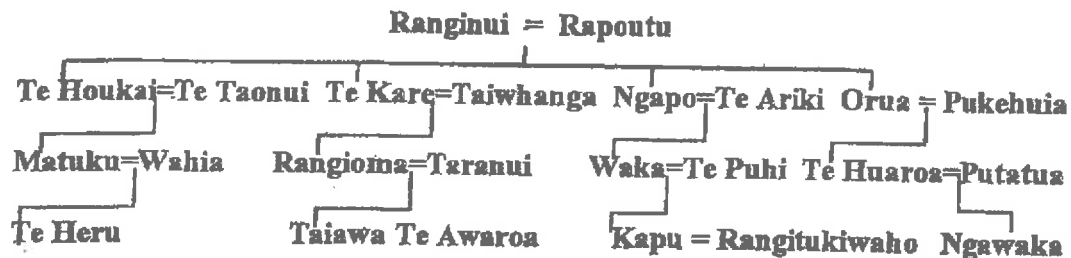 Ranginui = Rapoutu
Te Houkai=Te Taonui Te Kare=Taiwhanga Ngapo=Te Ariki Orua = Pukehuia
Matuku=Wahia Rangioma=Taranui Waka=Te Puhi Te Huaroa=Putatua
Te Heru Taiawa Te Awaroa Kapu = Rangitukiwaho Ngawaka